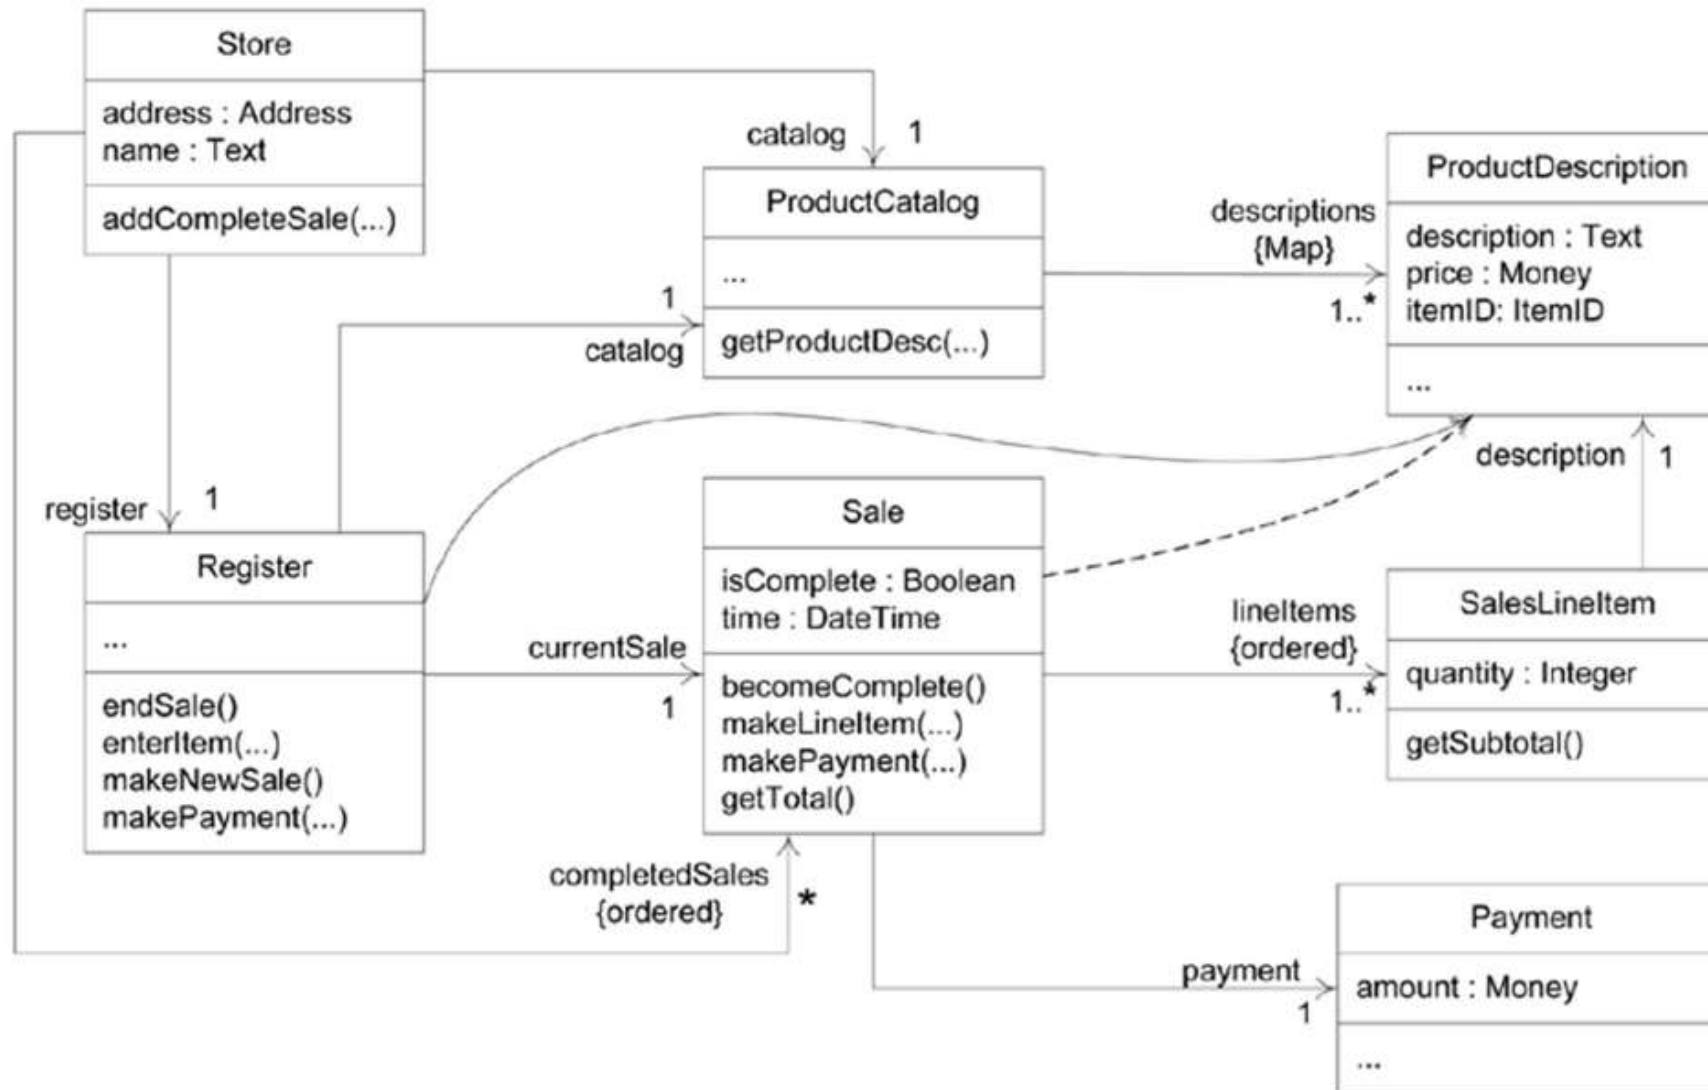 Store
address : Address
name : Text
addCompleteSale(...)
catalog
1
ProductCatalog
...
getProductDesc(...)
descriptions
{Map}
1..*
ProductDescription
description : Text
price : Money
itemID: ItemID
...
1
catalog
description
1
register
1
Register
...
endSale()
enterItem(...)
makeNewSale()
makePayment(...)
currentSale
1
Sale
isComplete : Boolean
time : DateTime
becomeComplete()
makeLineItem(...)
makePayment(...)
getTotal()
lineItems
{ordered}
1..*
SalesLineItem
quantity : Integer
getSubtotal()
completedSales
{ordered}
*
payment
1
Payment
amount : Money
...